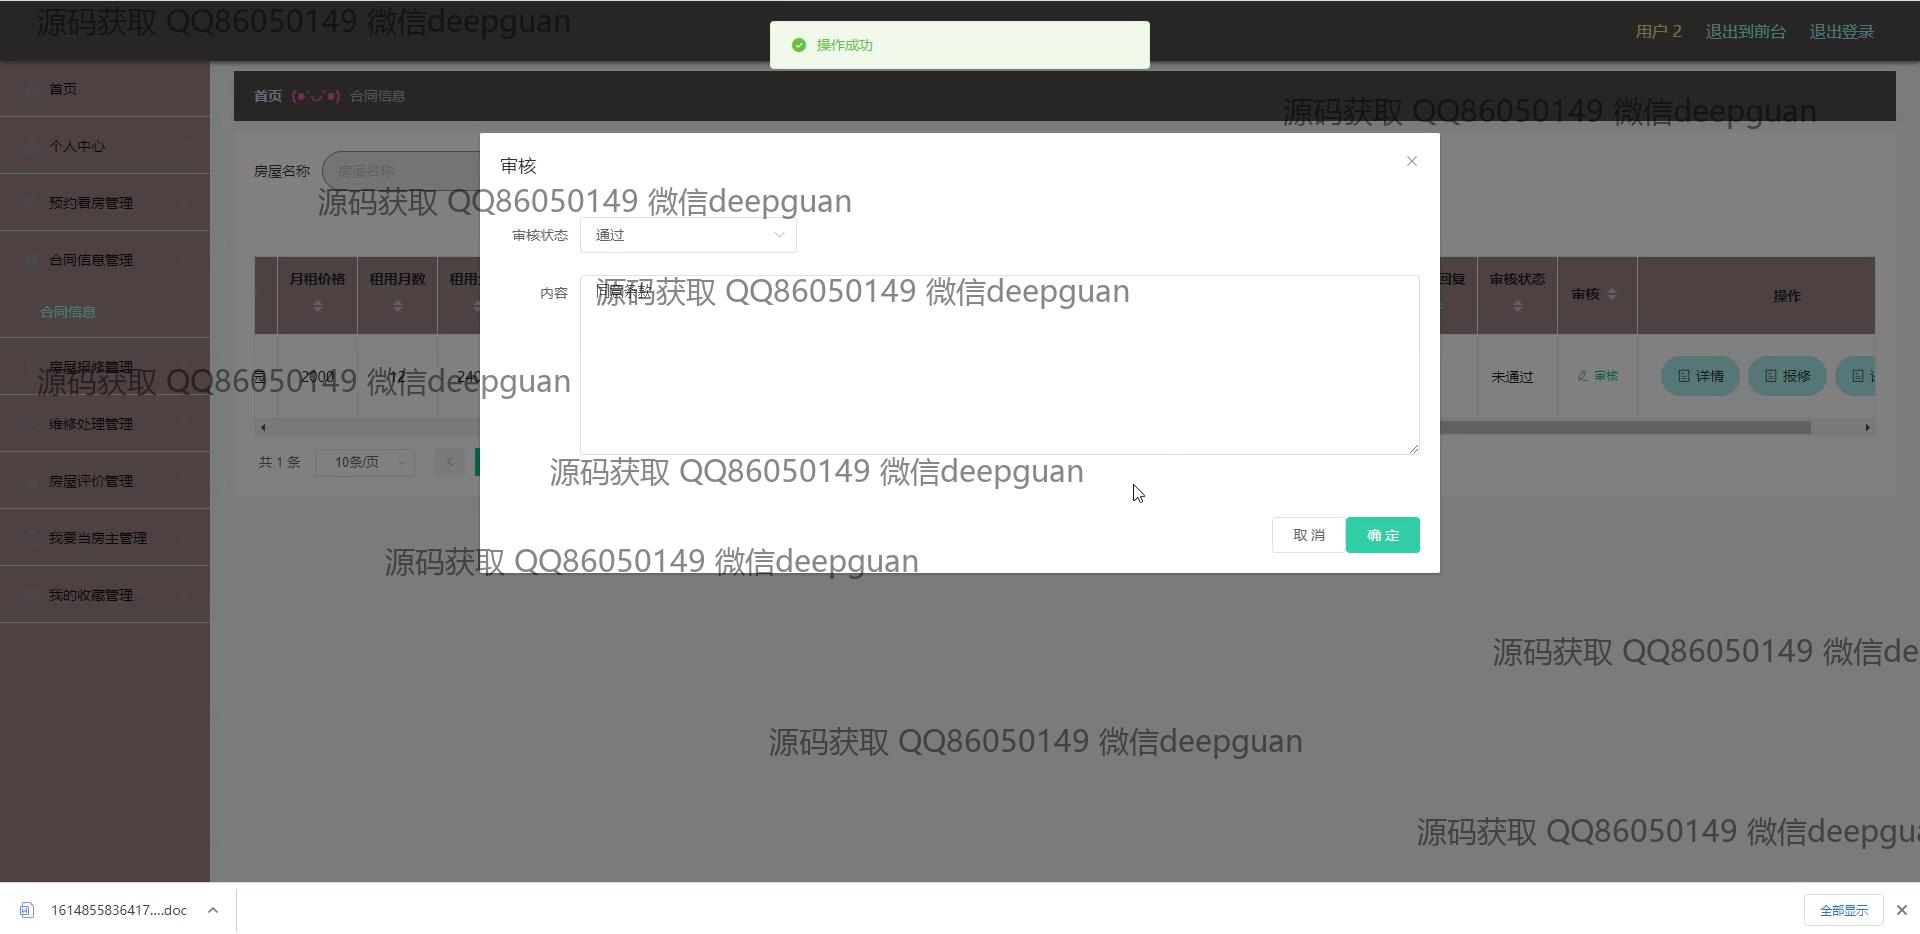 源码获取 QQ86050149 微信deepguan
操作成功
用户 2 退出到前台 退出登录
首页
首页 (●'◡'●) 合同信息
源码获取 QQ86050149 微信deepguan
个人中心
房屋名称 房屋名称
审核
源码获取 QQ86050149 微信deepguan
预约看房管理
审核状态 通过
合同信息管理
月租价格 租用月数 租用 回复 审核状态 审核 操作
内容 同意条款
源码获取 QQ86050149 微信deepguan
合同信息
房屋报修管理
园 2000 12 240 未通过 审核 详情 报修
源码获取 QQ86050149 微信deepguan
维修处理管理
共 1 条 10条/页
源码获取 QQ86050149 微信deepguan
房屋评价管理
我要当房主管理
取 消 确 定
源码获取 QQ86050149 微信deepguan
我的收藏管理
源码获取 QQ86050149 微信de
源码获取 QQ86050149 微信deepguan
源码获取 QQ86050149 微信deepgu
1614855836417....doc
全部显示